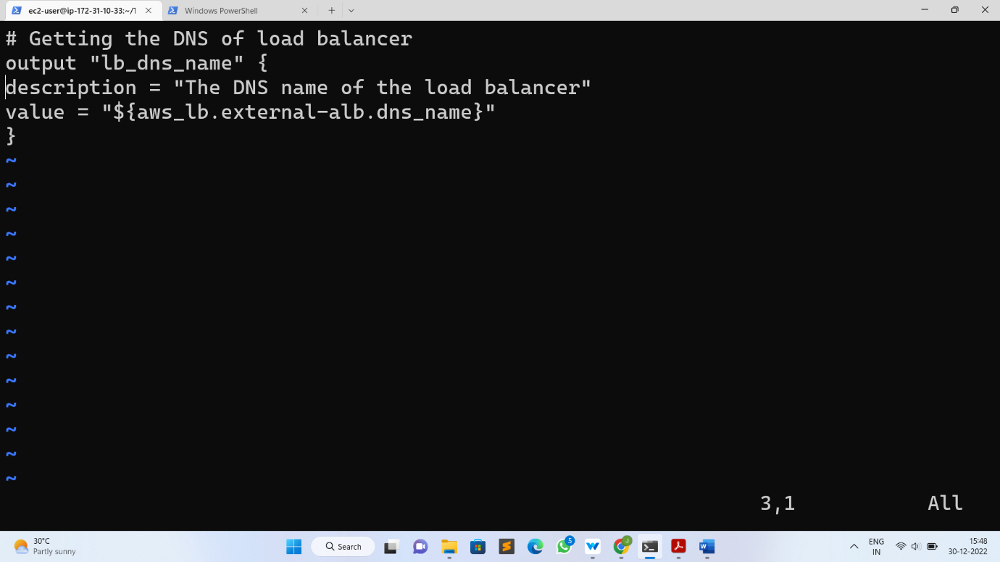 ec2-user@ip-172-31-10-33:~/1
Windows PowerShell
# Getting the DNS of load balancer
output "lb_dns_name" {
description = "The DNS name of the load balancer"
value = "${aws_lb.external-alb.dns_name}"
}
~
~
~
~
~
~
~
~
~
~
~
~
~
~
3,1 All
30°C
Partly sunny
Search
5
J
ENG
IN
15:48
30-12-2022